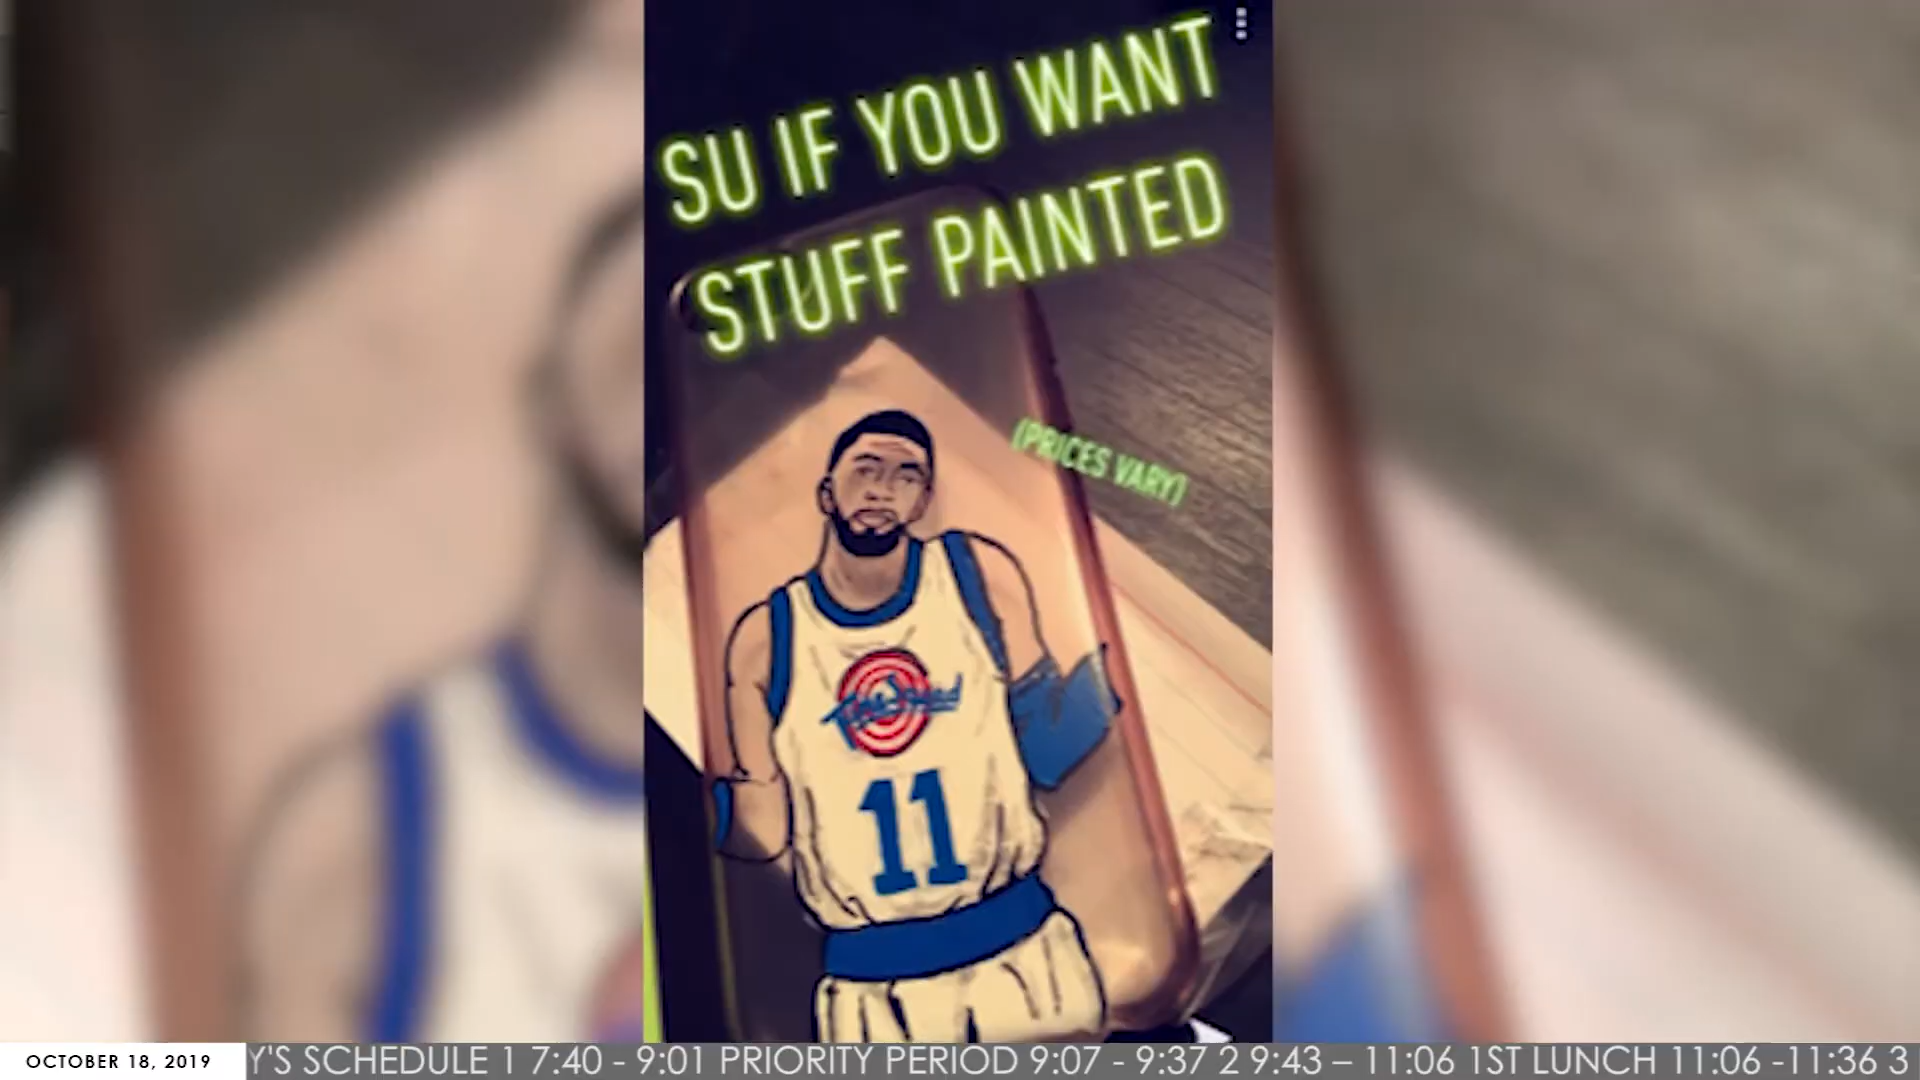 SU IF YOU WANT
STUFF PAINTED
(PRICES VARY)
11
OCTOBER 18, 2019
Y'S SCHEDULE 1 7:40 - 9:01 PRIORITY PERIOD 9:07 - 9:37 2 9:43 – 11:06 1ST LUNCH 11:06 -11:36 3